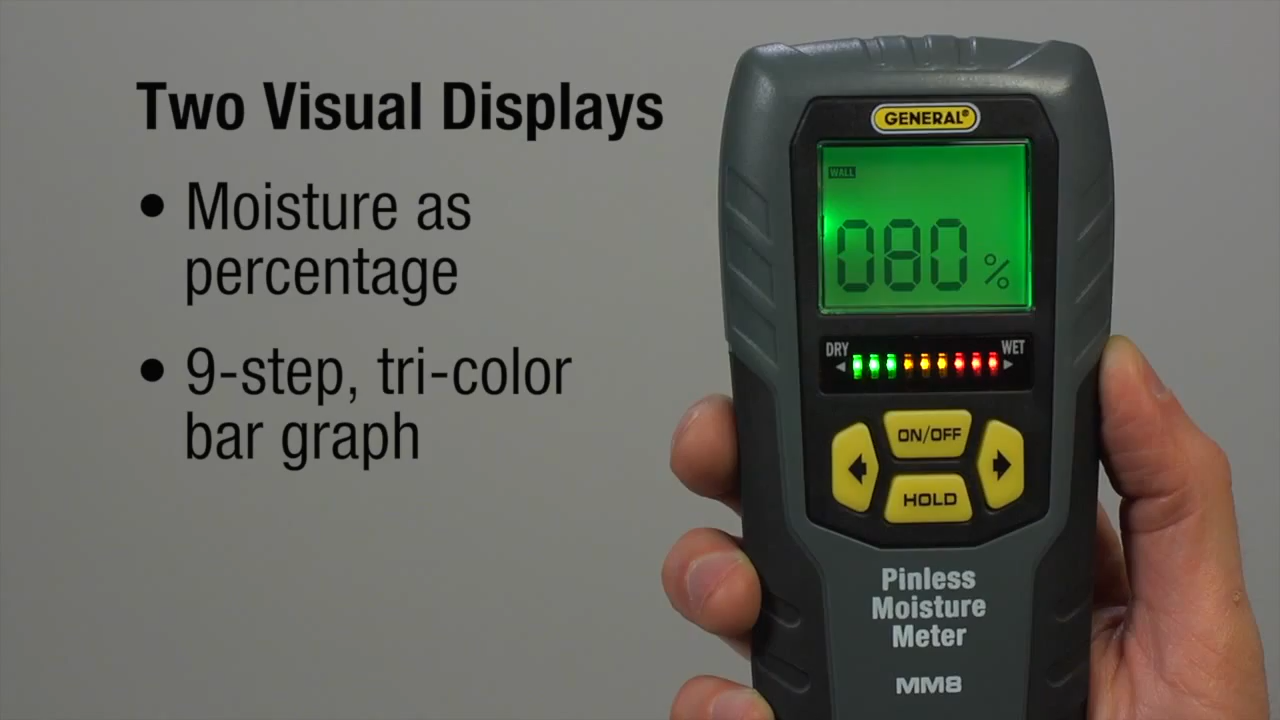 Two Visual Displays
• Moisture as
percentage
• 9-step, tri-color
bar graph
GENERAL®
WALL
080 %
DRY WET
ON/OFF
HOLD
Pinless
Moisture
Meter
MM8